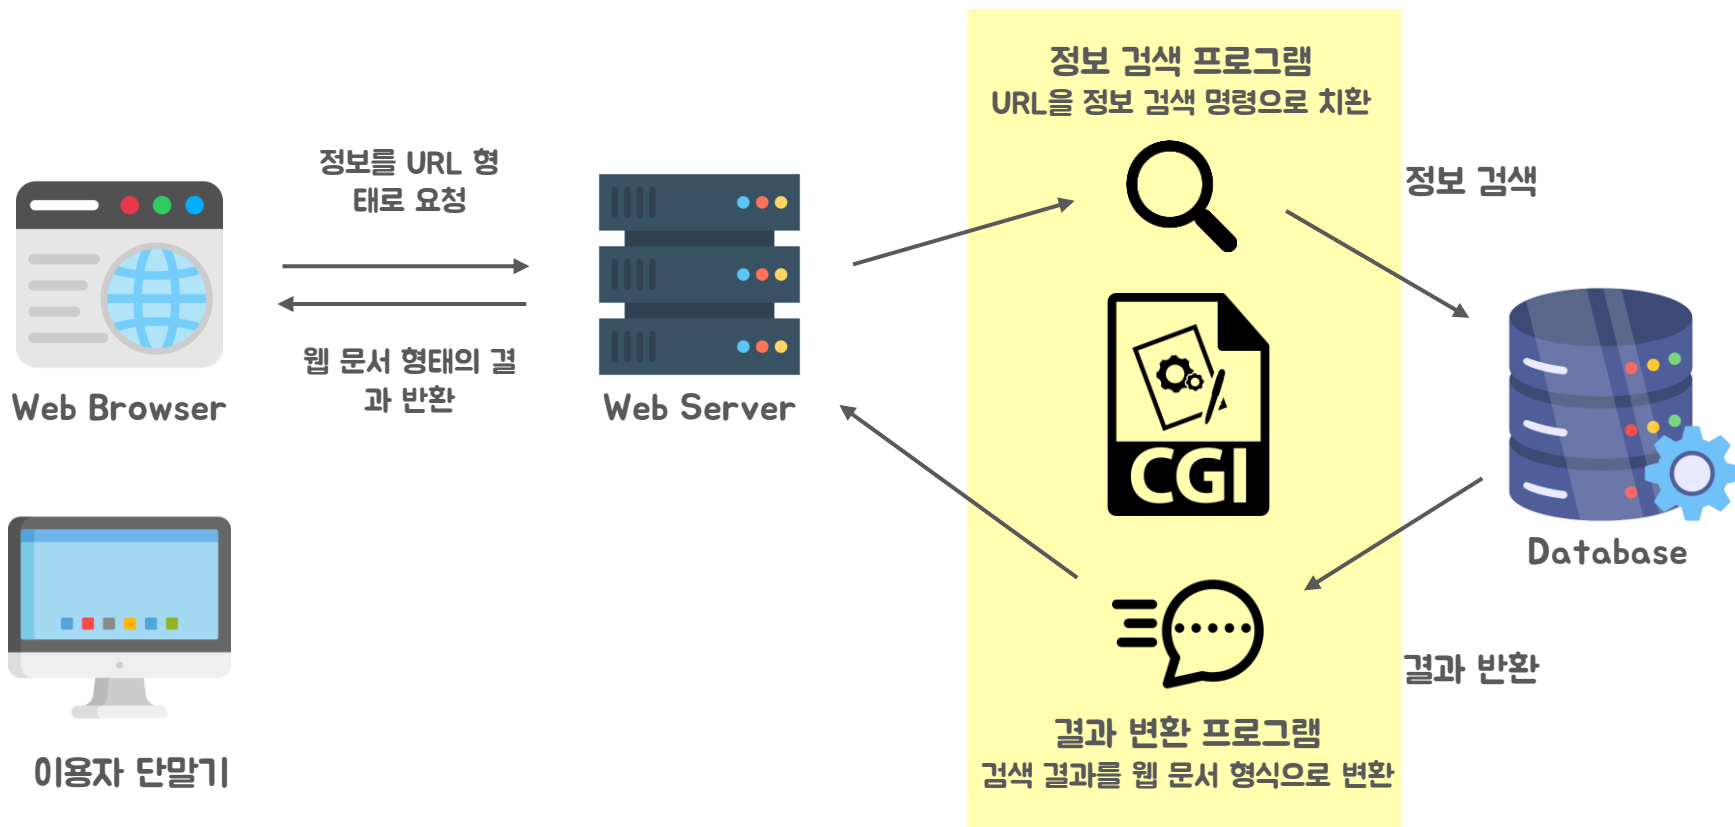 정보 검색 프로그램
URL을 정보 검색 명령으로 치환
정보를 URL 형
태로 요청
정보 검색
웹 문서 형태의 결
과 반환
Web Browser
Web Server
CGI
Database
결과 반환
결과 변환 프로그램
검색 결과를 웹 문서 형식으로 변환
이용자 단말기